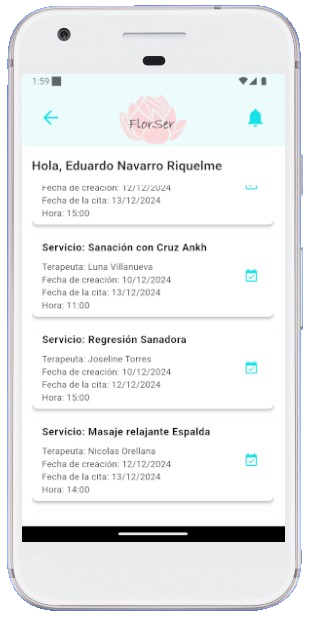 1:59
FlorSer
Hola, Eduardo Navarro Riquelme
Fecha de creación: 12/12/2024
Fecha de la cita: 13/12/2024
Hora: 15:00
Servicio: Sanación con Cruz Ankh
Terapeuta: Luna Villanueva
Fecha de creación: 10/12/2024
Fecha de la cita: 13/12/2024
Hora: 11:00
Servicio: Regresión Sanadora
Terapeuta: Joseline Torres
Fecha de creación: 10/12/2024
Fecha de la cita: 12/12/2024
Hora: 15:00
Servicio: Masaje relajante Espalda
Terapeuta: Nicolas Orellana
Fecha de creación: 12/12/2024
Fecha de la cita: 13/12/2024
Hora: 14:00